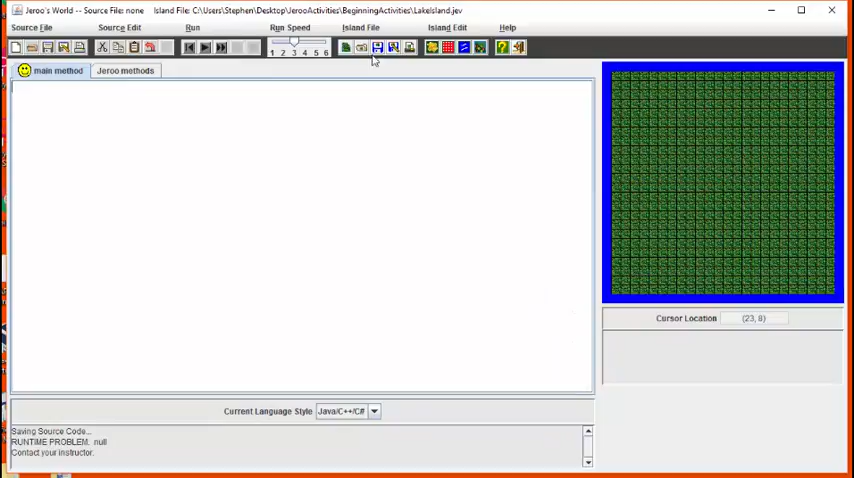 Jeroo's World -- Source File: none    Island File: C:\Users\Stephen\Desktop\JerooActivities\BeginningActivities\LakeIsland.jev
Source File Source Edit Run Run Speed Island File Island Edit Help
1 2 3 4 5 6
main method Jeroo methods
Cursor Location (23, 8)
Current Language Style Java/C++/C#
Saving Source Code...
RUNTIME PROBLEM. null
Contact your instructor.